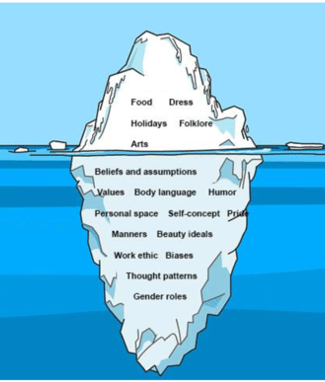 Food Dress
Holidays Folklore
Arts
Beliefs and assumptions
Values Body language Humor
Personal space Self-concept Pride
Manners Beauty ideals
Work ethic Biases
Thought patterns
Gender roles